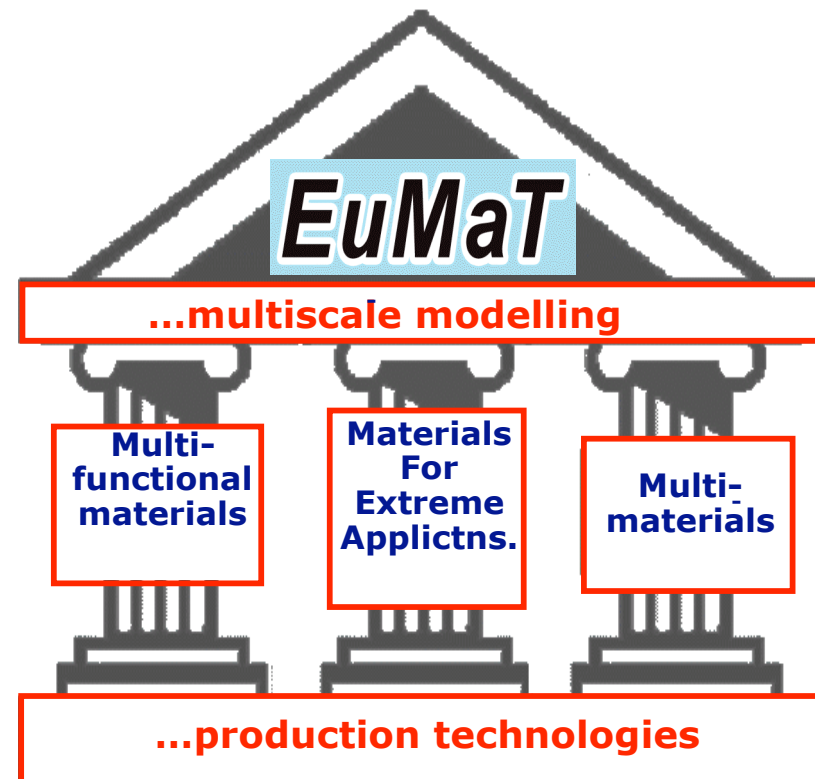 EuMaT
...multiscale modelling
Multi-
functional
materials
Materials
For
Extreme
Applictns.
Multi-
materials
...production technologies